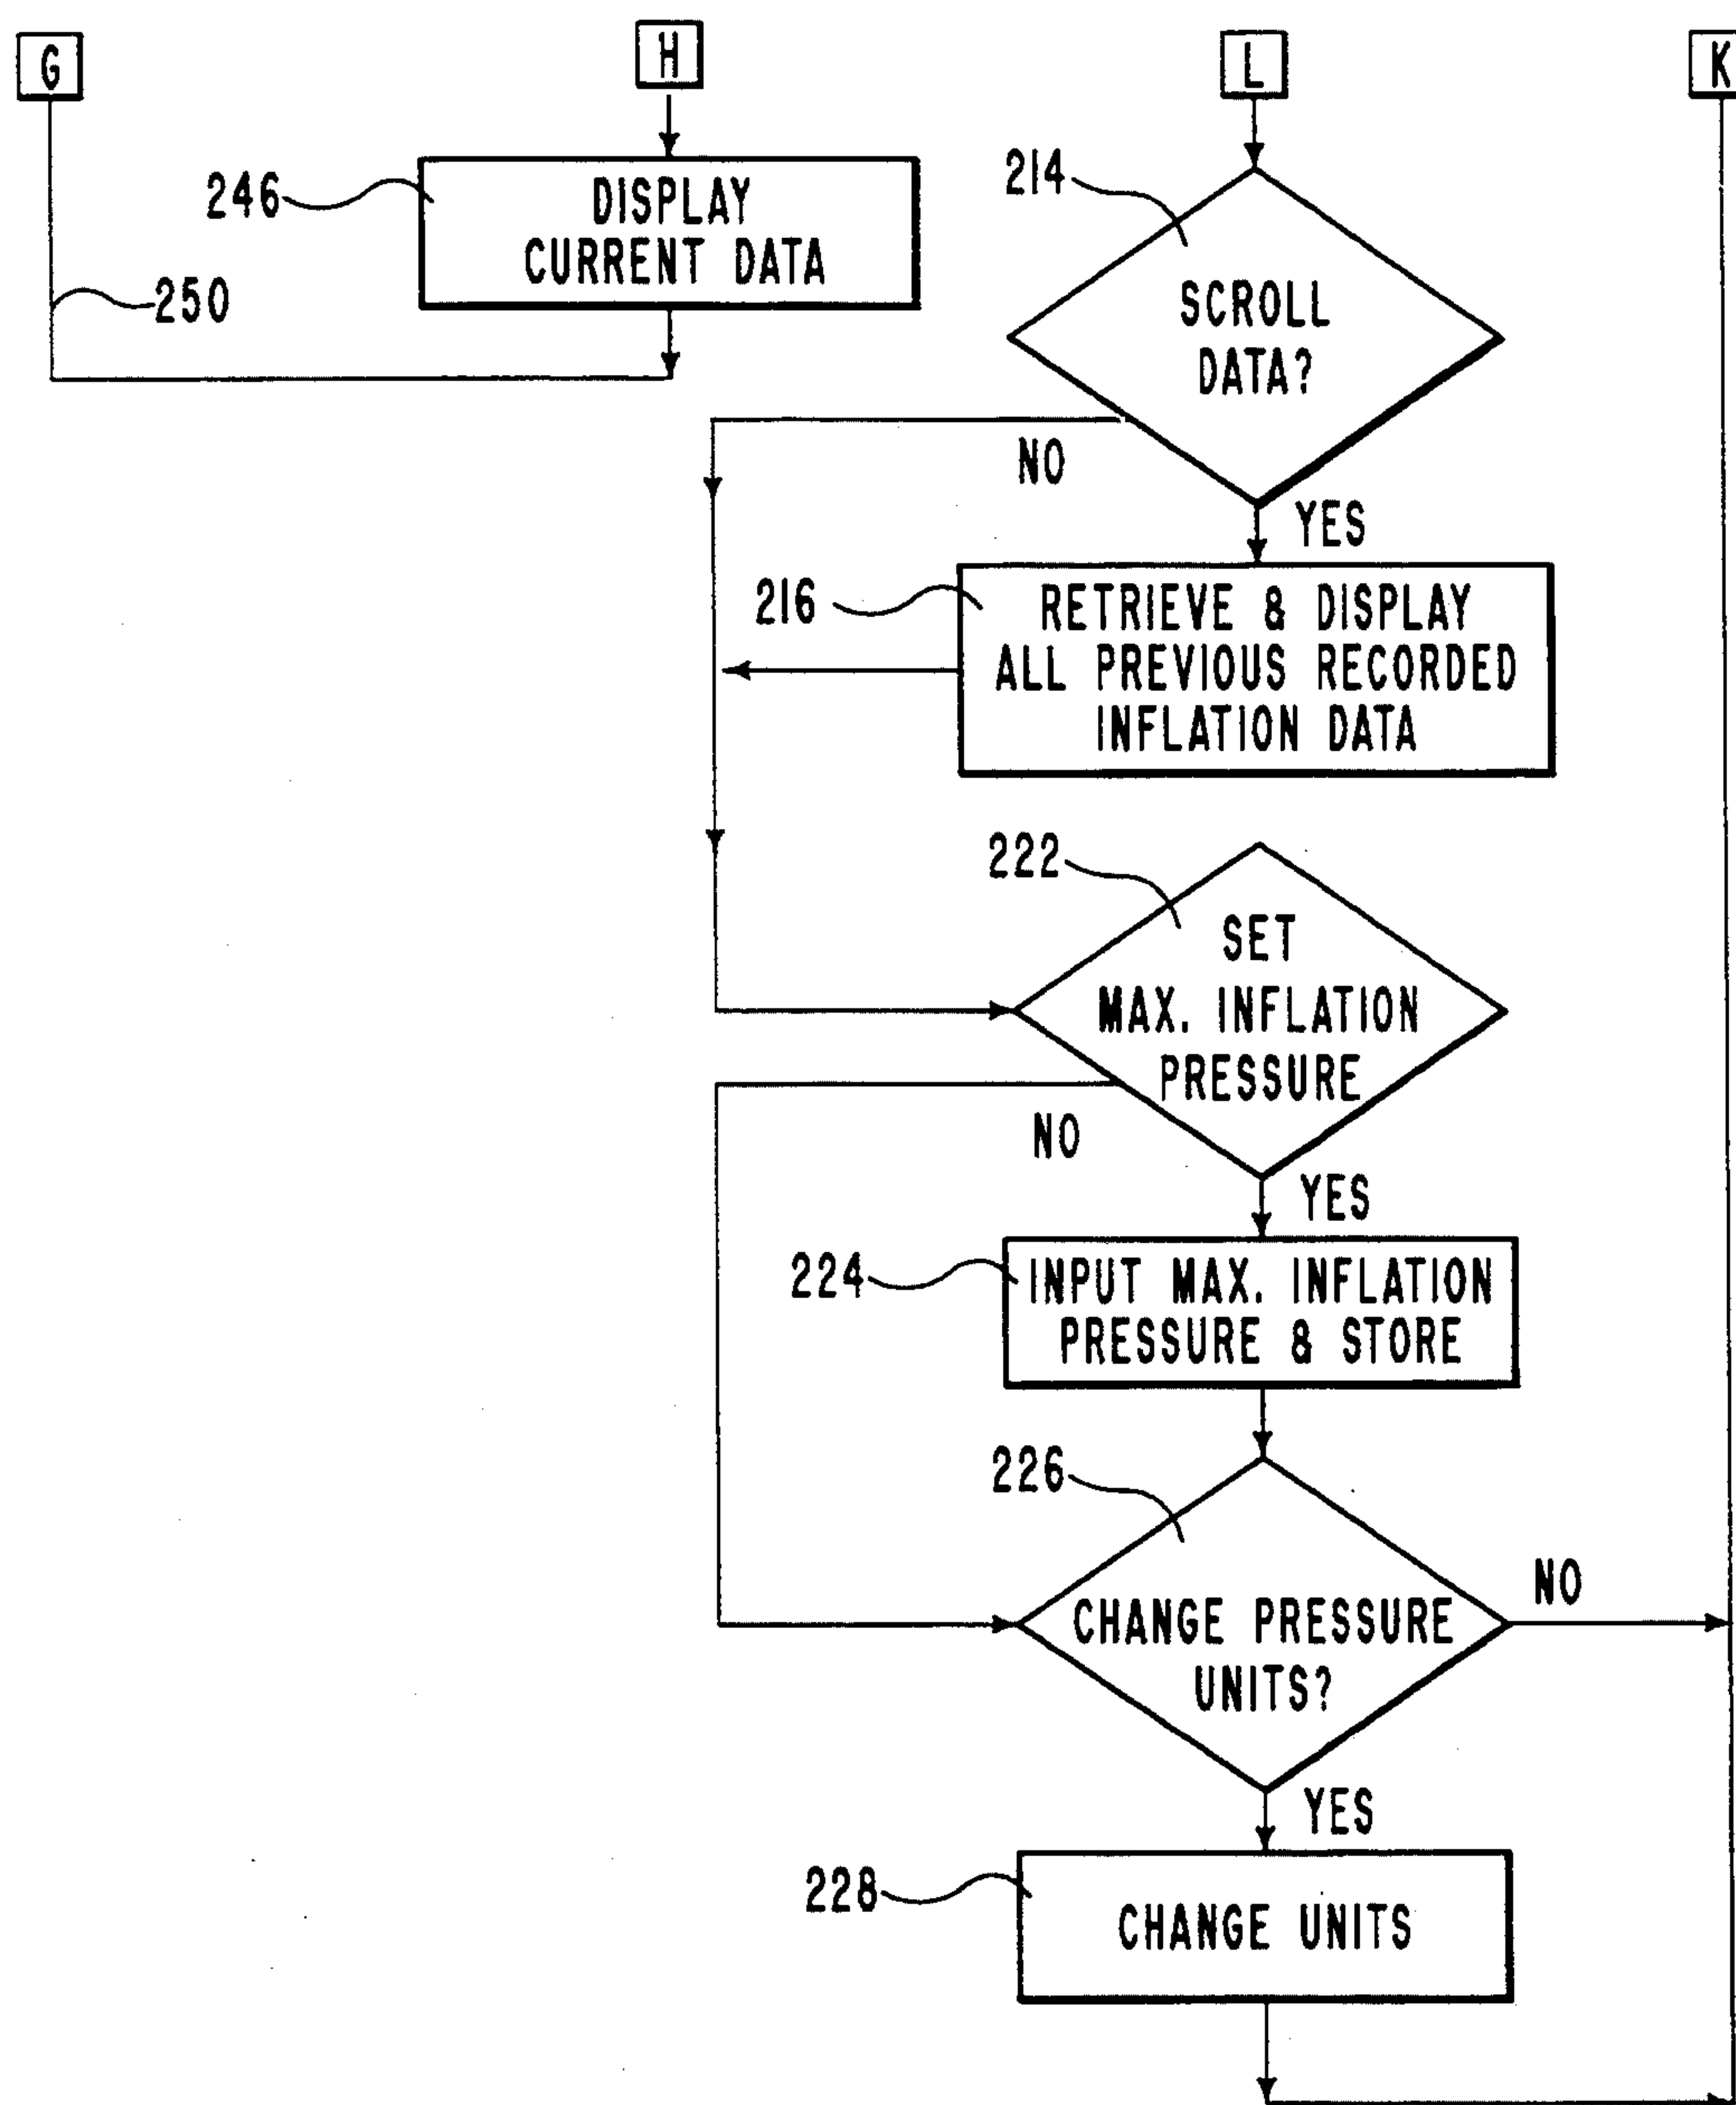 G
H
L
K
246
DISPLAY
CURRENT DATA
250
214
SCROLL
DATA?
NO
YES
216
RETRIEVE & DISPLAY
ALL PREVIOUS RECORDED
INFLATION DATA
222
SET
MAX. INFLATION
PRESSURE
NO
YES
224
INPUT MAX. INFLATION
PRESSURE & STORE
226
CHANGE PRESSURE
UNITS?
NO
YES
228
CHANGE UNITS